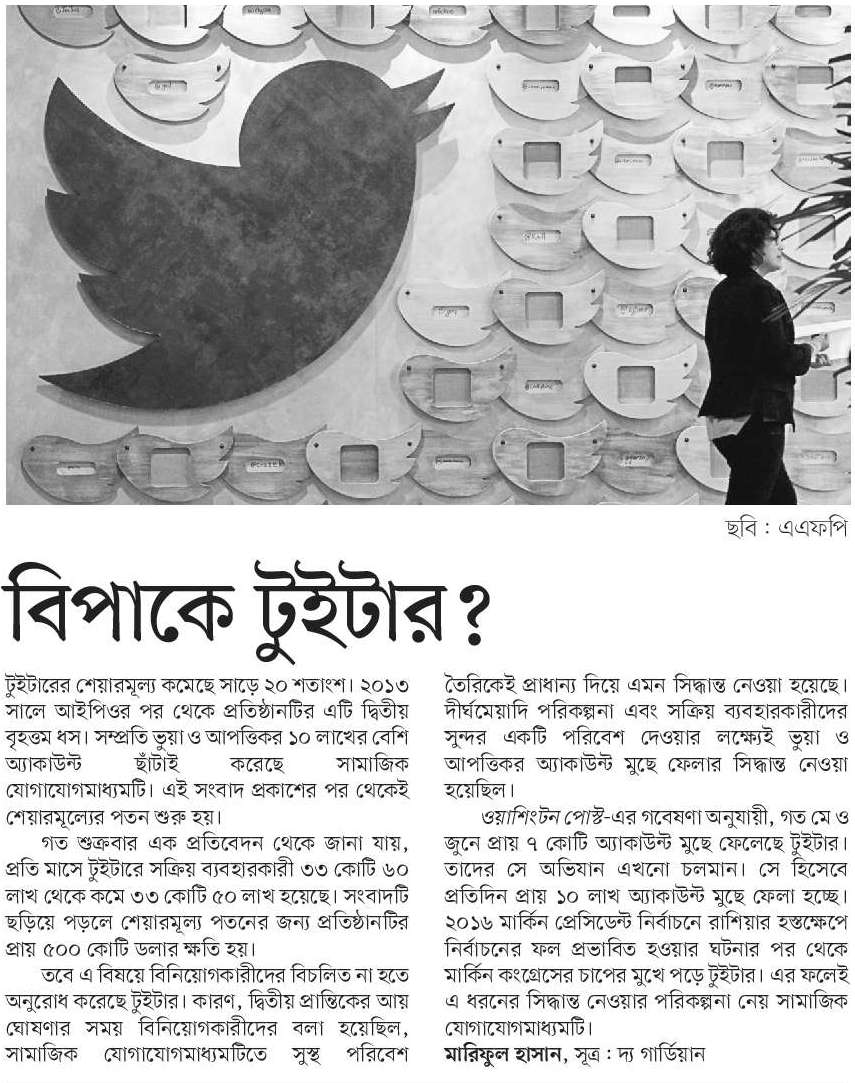 ছবি : এএফপি
বিপাকে টুইটার?
টুইটারের শেয়ারমূল্য কমেছে সাড়ে ২০ শতাংশ। ২০১৩
সালে আইপিওর পর থেকে প্রতিষ্ঠানটির এটি দ্বিতীয়
বৃহত্তম ধস। সম্প্রতি ভুয়া ও আপত্তিকর ১০ লাখের বেশি
অ্যাকাউন্ট ছাঁটাই করেছে সামাজিক
যোগাযোগমাধ্যমটি। এই সংবাদ প্রকাশের পর থেকেই
শেয়ারমূল্যের পতন শুরু হয়।
গত শুক্রবার এক প্রতিবেদন থেকে জানা যায়,
প্রতি মাসে টুইটারে সক্রিয় ব্যবহারকারী ৩৩ কোটি ৬০
লাখ থেকে কমে ৩৩ কোটি ৫০ লাখ হয়েছে। সংবাদটি
ছড়িয়ে পড়লে শেয়ারমূল্য পতনের জন্য প্রতিষ্ঠানটির
প্রায় ৫০০ কোটি ডলার ক্ষতি হয়।
তবে এ বিষয়ে বিনিয়োগকারীদের বিচলিত না হতে
অনুরোধ করেছে টুইটার। কারণ, দ্বিতীয় প্রান্তিকের আয়
ঘোষণার সময় বিনিয়োগকারীদের বলা হয়েছিল,
সামাজিক যোগাযোগমাধ্যমটিতে সুস্থ পরিবেশ
তৈরিকেই প্রাধান্য দিয়ে এমন সিদ্ধান্ত নেওয়া হয়েছে।
দীর্ঘমেয়াদি পরিকল্পনা এবং সক্রিয় ব্যবহারকারীদের
সুন্দর একটি পরিবেশ দেওয়ার লক্ষ্যেই ভুয়া ও
আপত্তিকর অ্যাকাউন্ট মুছে ফেলার সিদ্ধান্ত নেওয়া
হয়েছিল।
ওয়াশিংটন পোস্ট-এর গবেষণা অনুযায়ী, গত মে ও
জুনে প্রায় ৭ কোটি অ্যাকাউন্ট মুছে ফেলেছে টুইটার।
তাদের সে অভিযান এখনো চলমান। সে হিসেবে
প্রতিদিন প্রায় ১০ লাখ অ্যাকাউন্ট মুছে ফেলা হচ্ছে।
২০১৬ মার্কিন প্রেসিডেন্ট নির্বাচনে রাশিয়ার হস্তক্ষেপে
নির্বাচনের ফল প্রভাবিত হওয়ার ঘটনার পর থেকে
মার্কিন কংগ্রেসের চাপের মুখে পড়ে টুইটার। এর ফলেই
এ ধরনের সিদ্ধান্ত নেওয়ার পরিকল্পনা নেয় সামাজিক
যোগাযোগমাধ্যমটি।
মারিফুল হাসান, সূত্র : দ্য গার্ডিয়ান